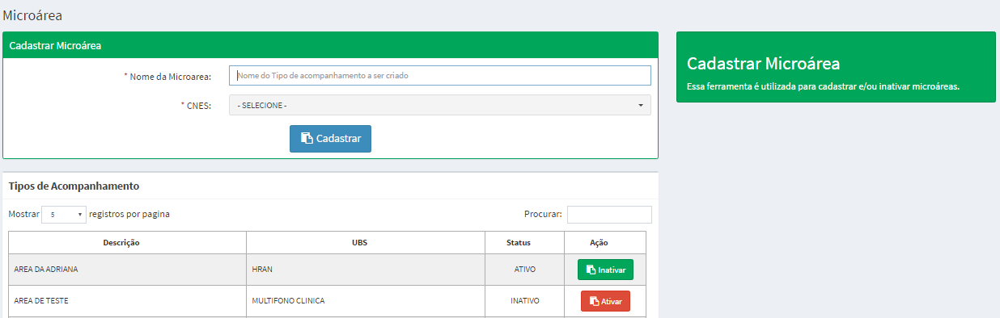 Microárea
Cadastrar Microárea
* Nome da Microarea:
Nome do Tipo de acompanhamento a ser criado
* CNES:
- SELECIONE -
Cadastrar
Cadastrar Microárea
Essa ferramenta é utilizada para cadastrar e/ou inativar microáreas.
Tipos de Acompanhamento
Mostrar 5 registros por pagina
Procurar:
Descrição UBS Status Ação
AREA DA ADRIANA HRAN ATIVO Inativar
AREA DE TESTE MULTIFONO CLINICA INATIVO Ativar